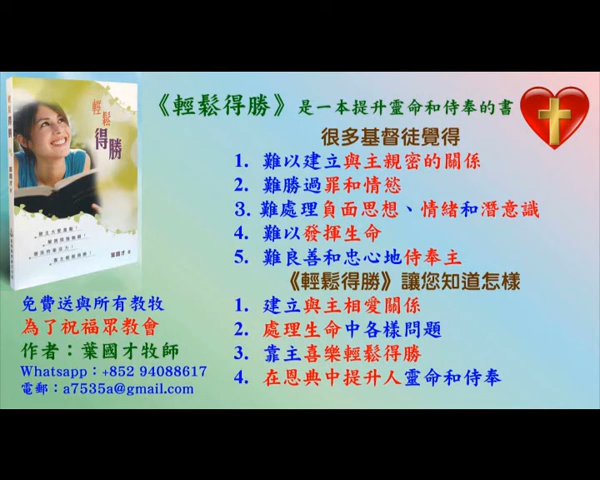 輕鬆
得勝
葉國才
《輕鬆得勝》是一本提升靈命和侍奉的書
很多基督徒覺得
1. 難以建立與主親密的關係
2. 難勝過罪和情慾
3. 難處理負面思想、情緒和潛意識
4. 難以發揮生命
5. 難良善和忠心地侍奉主
《輕鬆得勝》讓您知道怎樣
1. 建立與主相愛關係
2. 處理生命中各樣問題
3. 靠主喜樂輕鬆得勝
4. 在恩典中提升人靈命和侍奉
免費送與所有教牧
為了祝福眾教會
作者：葉國才牧師
Whatsapp：+852 94088617
電郵：a7535a@gmail.com